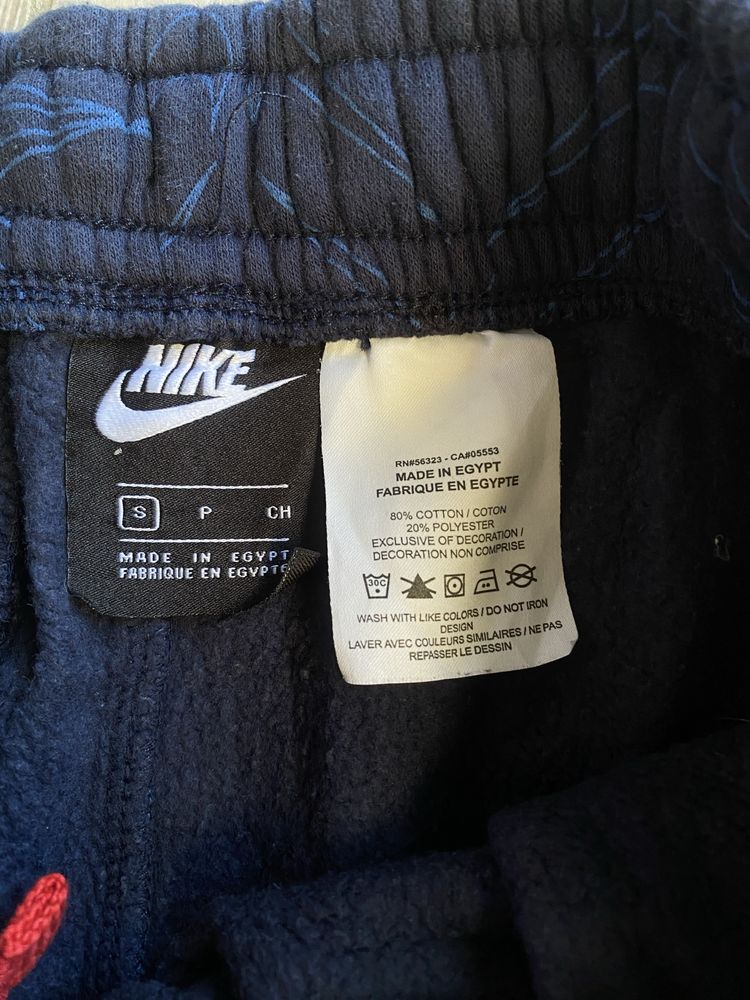 NIKE
S P CH
MADE IN EGYPT
FABRIQUE EN EGYPTE
RN#56323 - CA#05553
MADE IN EGYPT
FABRIQUE EN EGYPTE
80% COTTON / COTON
20% POLYESTER
EXCLUSIVE OF DECORATION /
DECORATION NON COMPRISE
30C
WASH WITH LIKE COLORS / DO NOT IRON
DESIGN
LAVER AVEC COULEURS SIMILAIRES / NE PAS
REPASSER LE DESSIN